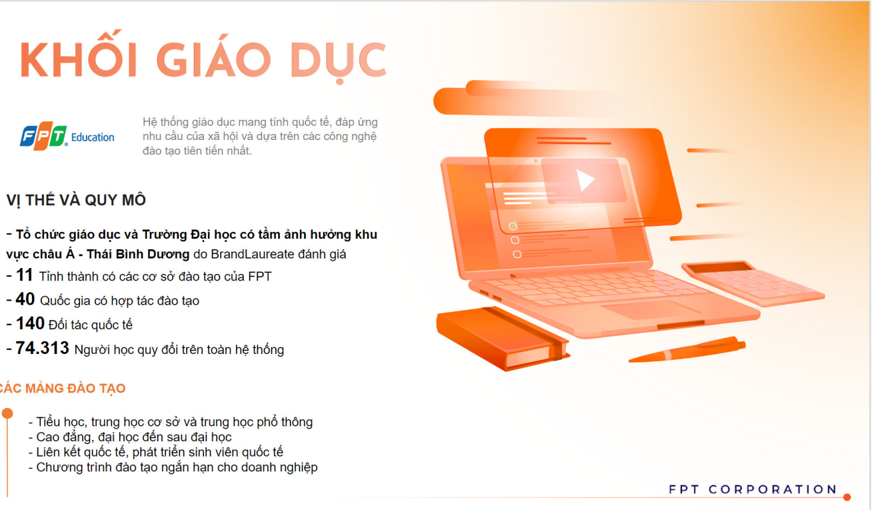 KHỐI GIÁO DỤC
FPT Education
Hệ thống giáo dục mang tính quốc tế, đáp ứng
nhu cầu của xã hội và dựa trên các công nghệ
đào tạo tiên tiến nhất.
VỊ THẾ VÀ QUY MÔ
- Tổ chức giáo dục và Trường Đại học có tầm ảnh hưởng khu
vực châu Á - Thái Bình Dương do BrandLaureate đánh giá
- 11 Tỉnh thành có các cơ sở đào tạo của FPT
- 40 Quốc gia có hợp tác đào tạo
- 140 Đối tác quốc tế
- 74.313 Người học quy đổi trên toàn hệ thống
CÁC MẢNG ĐÀO TẠO
- Tiểu học, trung học cơ sở và trung học phổ thông
- Cao đẳng, đại học đến sau đại học
- Liên kết quốc tế, phát triển sinh viên quốc tế
- Chương trình đào tạo ngắn hạn cho doanh nghiệp
FPT CORPORATION